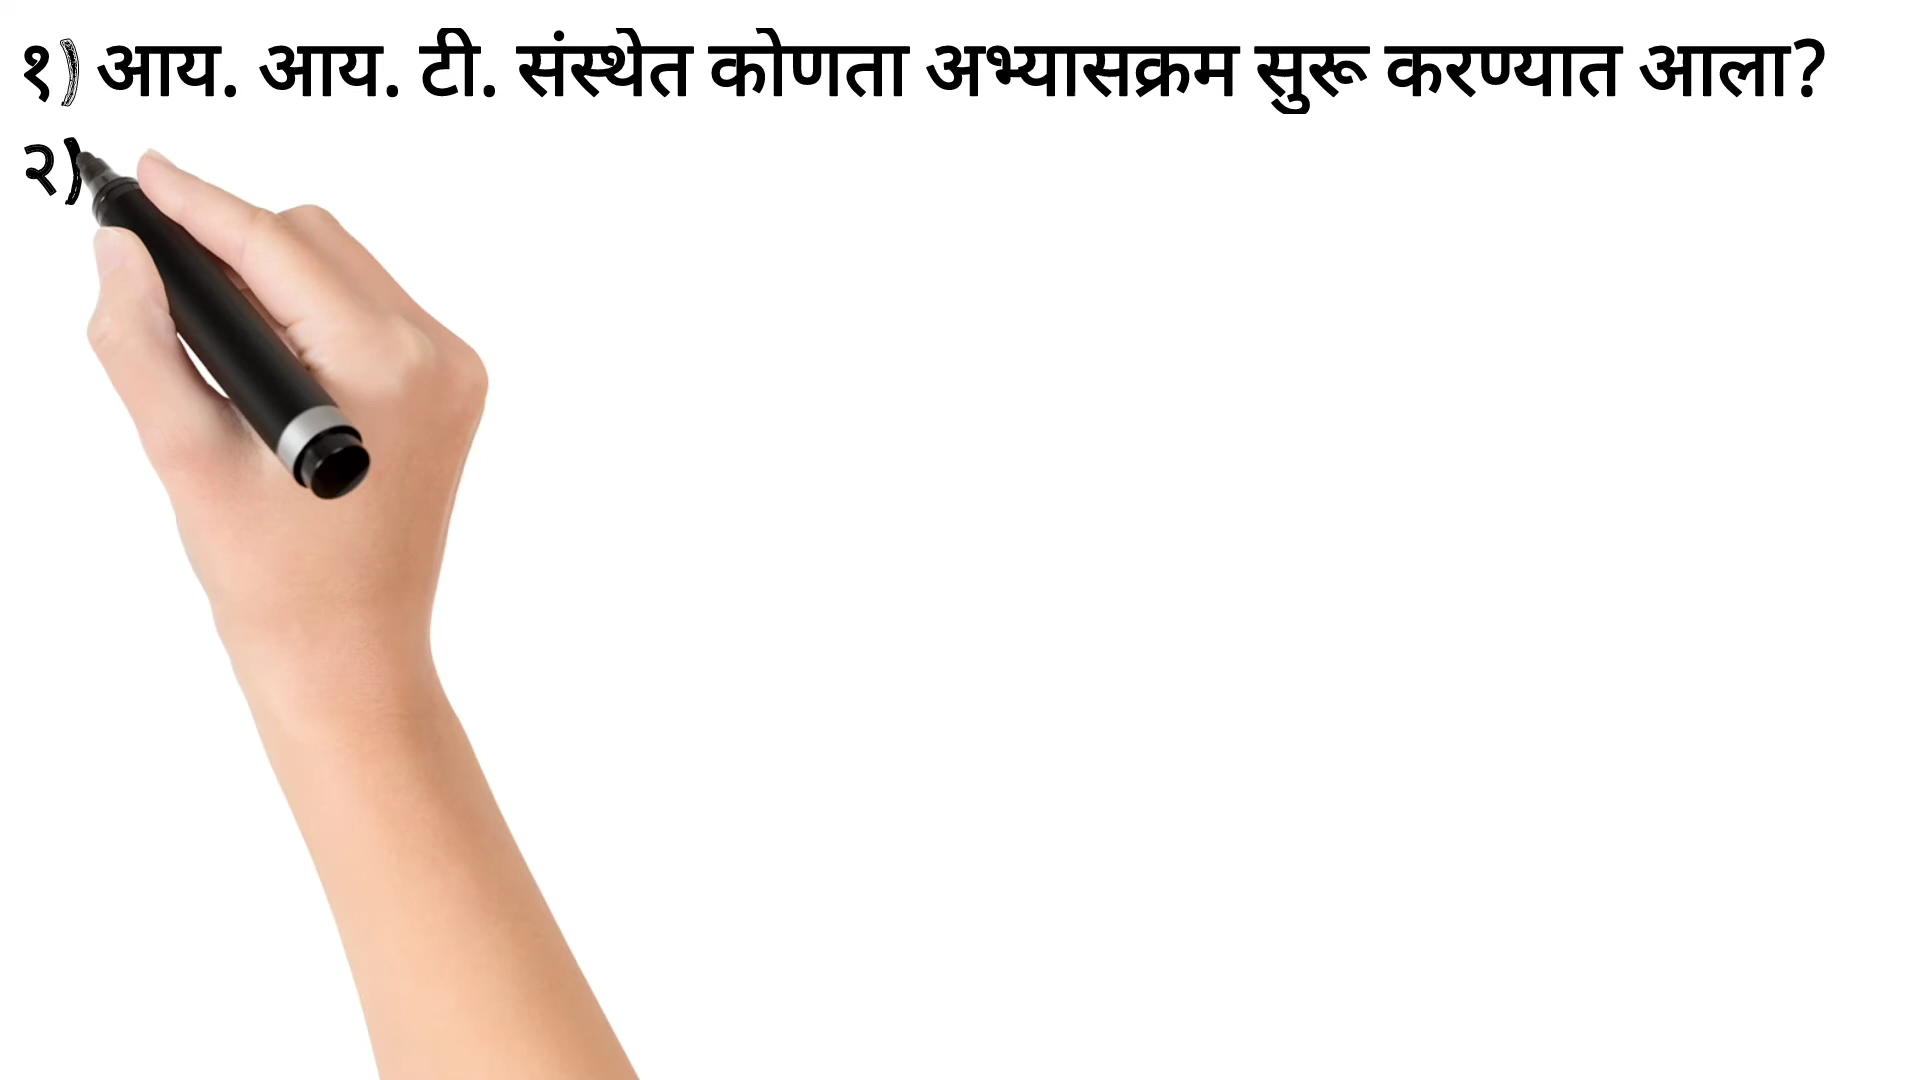 १) आय. आय. टी. संस्थेत कोणता अभ्यासक्रम सुरू करण्यात आला?
२)